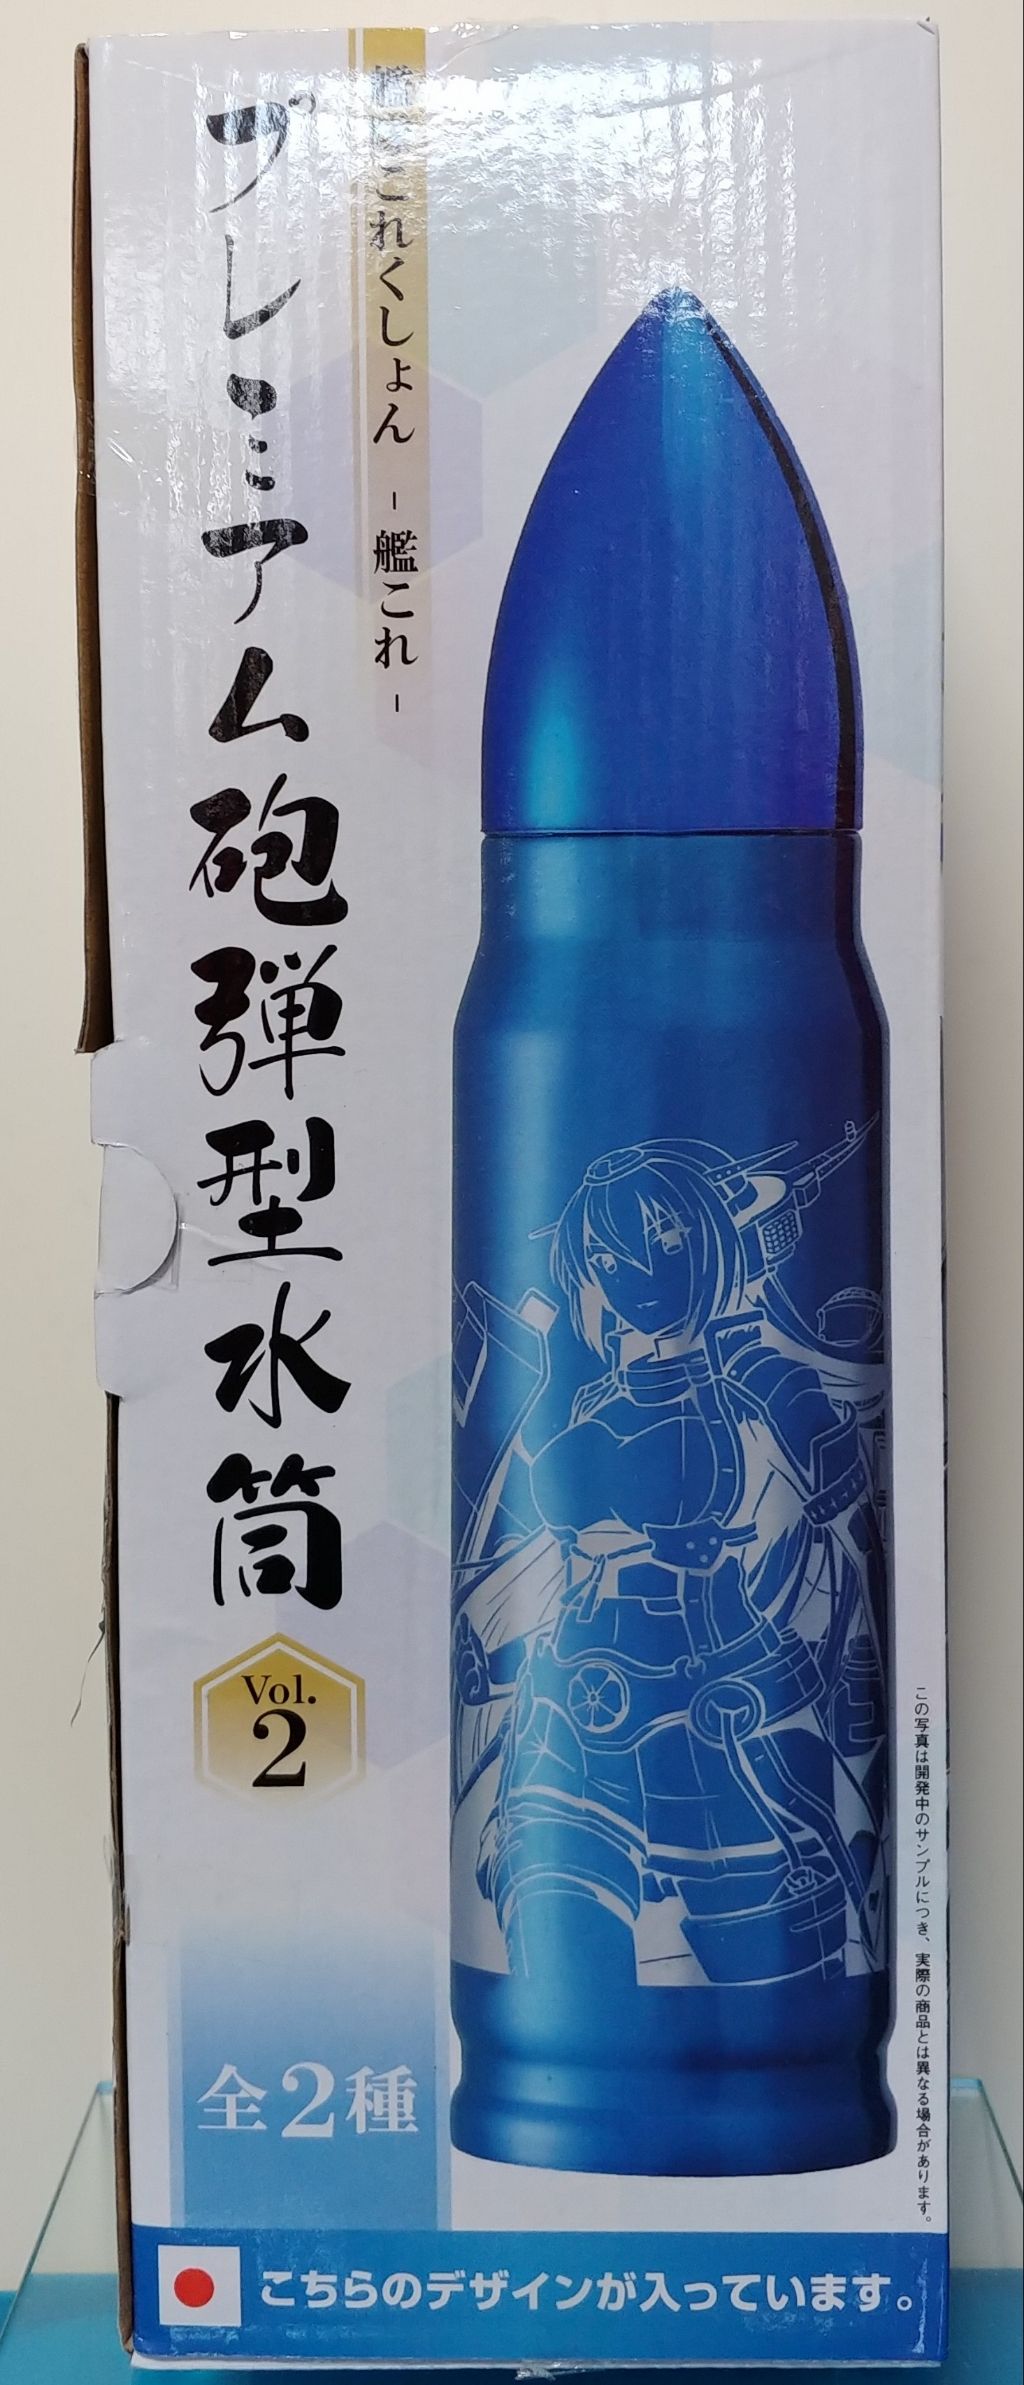 艦隊これくしょん -艦これ-
プレミアム砲弾型水筒
Vol.
2
全2種
この写真は開発中のサンプルにつき、実際の商品とは異なる場合があります。
こちらのデザインが入っています。